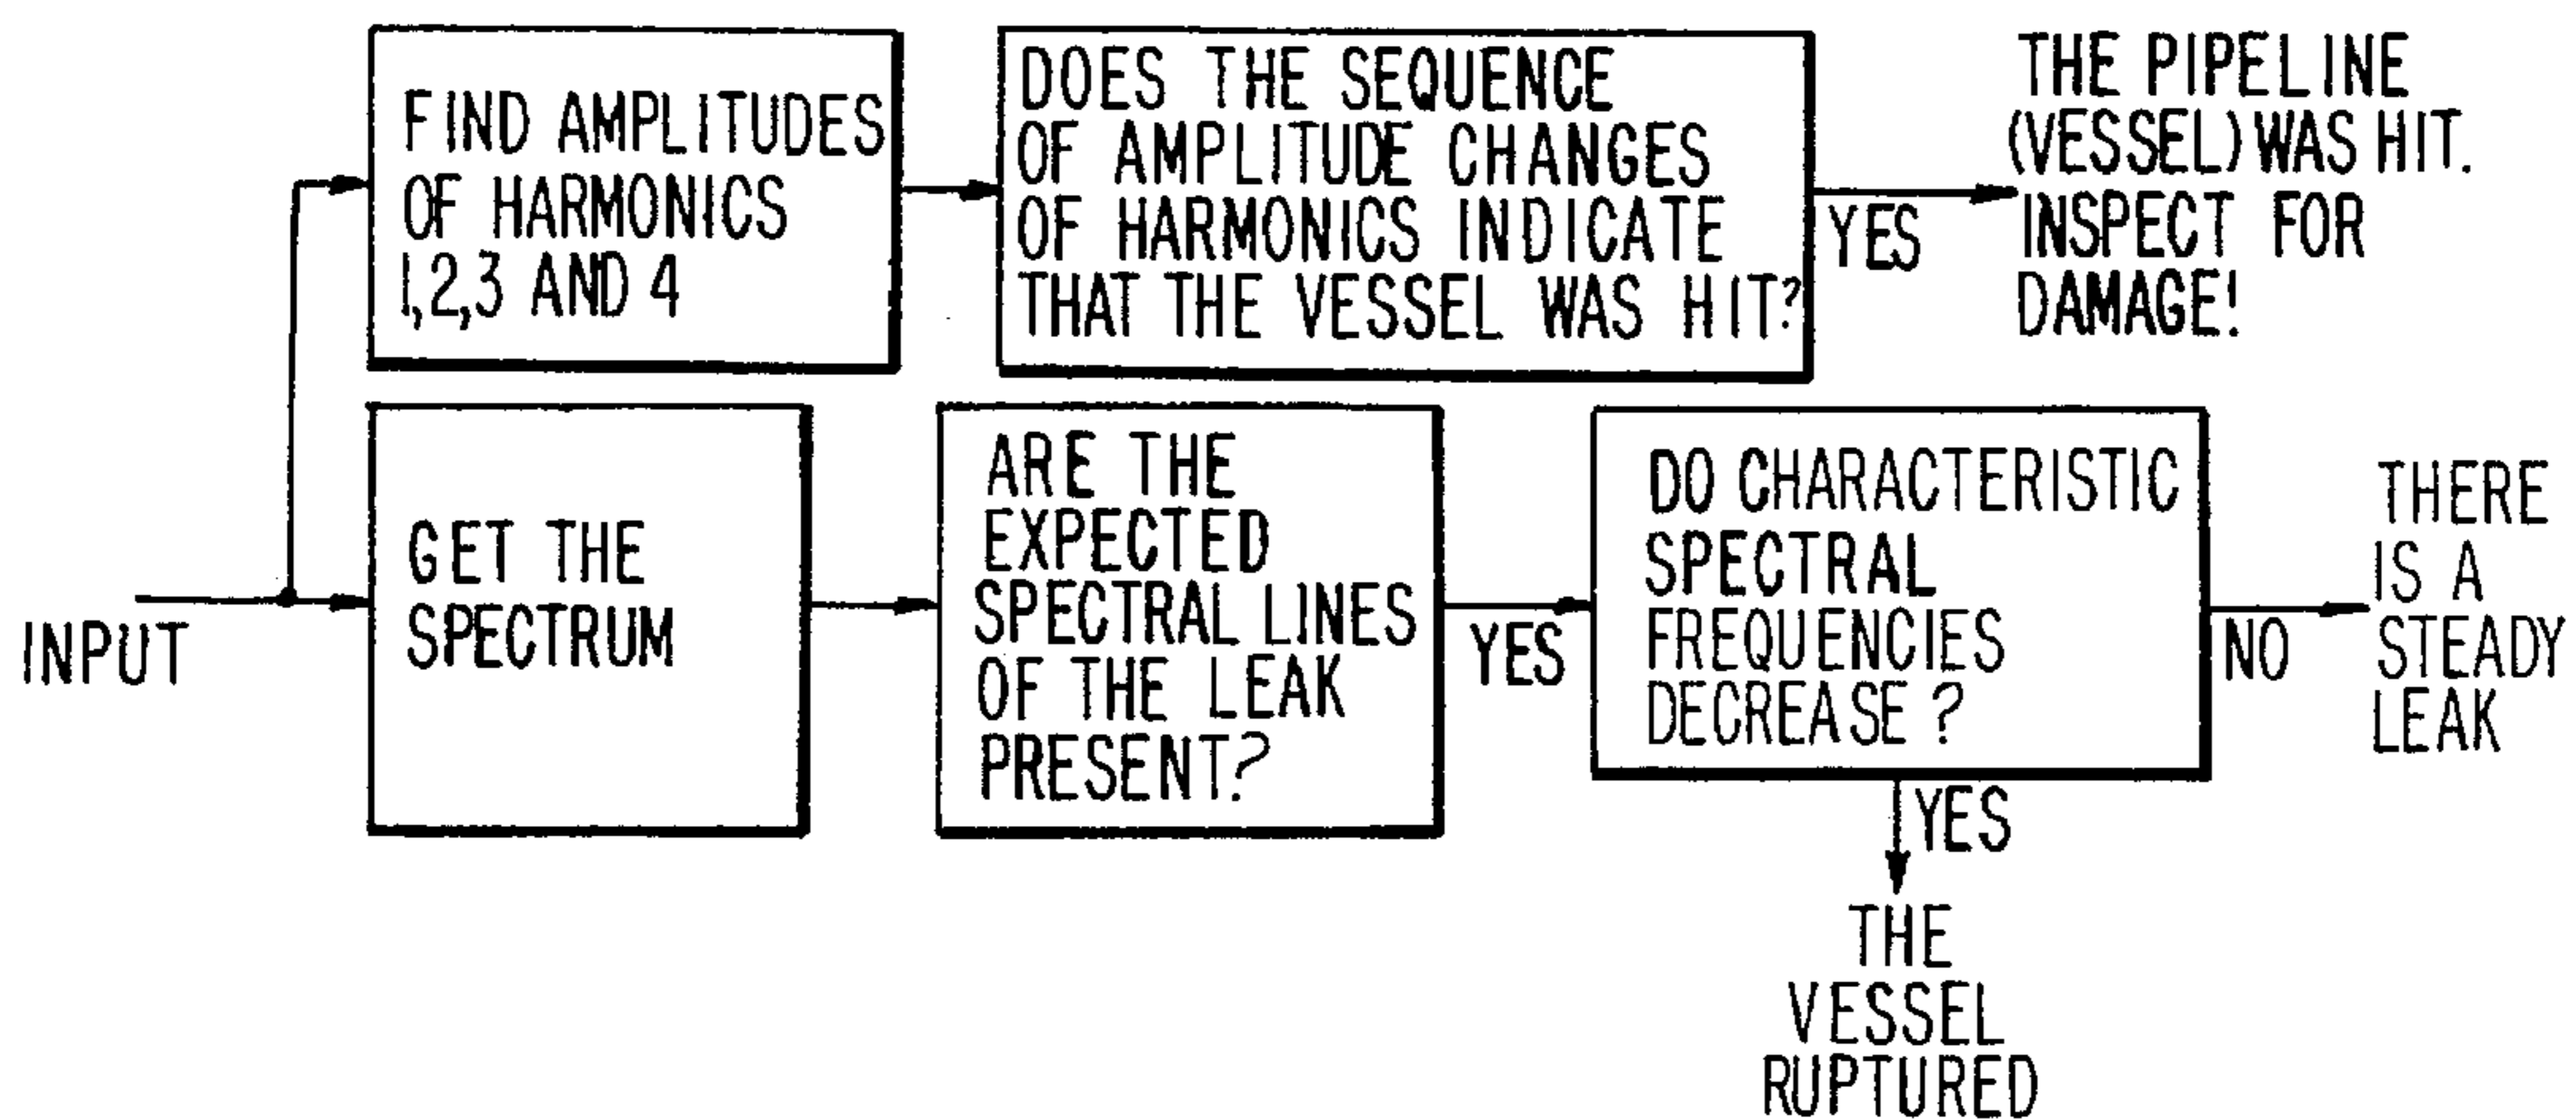 FIND AMPLITUDES
OF HARMONICS
1,2,3 AND 4
DOES THE SEQUENCE
OF AMPLITUDE CHANGES
OF HARMONICS INDICATE
THAT THE VESSEL WAS HIT?
YES
THE PIPELINE
(VESSEL) WAS HIT.
INSPECT FOR
DAMAGE!
INPUT
GET THE
SPECTRUM
ARE THE
EXPECTED
SPECTRAL LINES
OF THE LEAK
PRESENT?
YES
DO CHARACTERISTIC
SPECTRAL
FREQUENCIES
DECREASE?
NO
THERE
IS A
STEADY
LEAK
YES
THE
VESSEL
RUPTURED